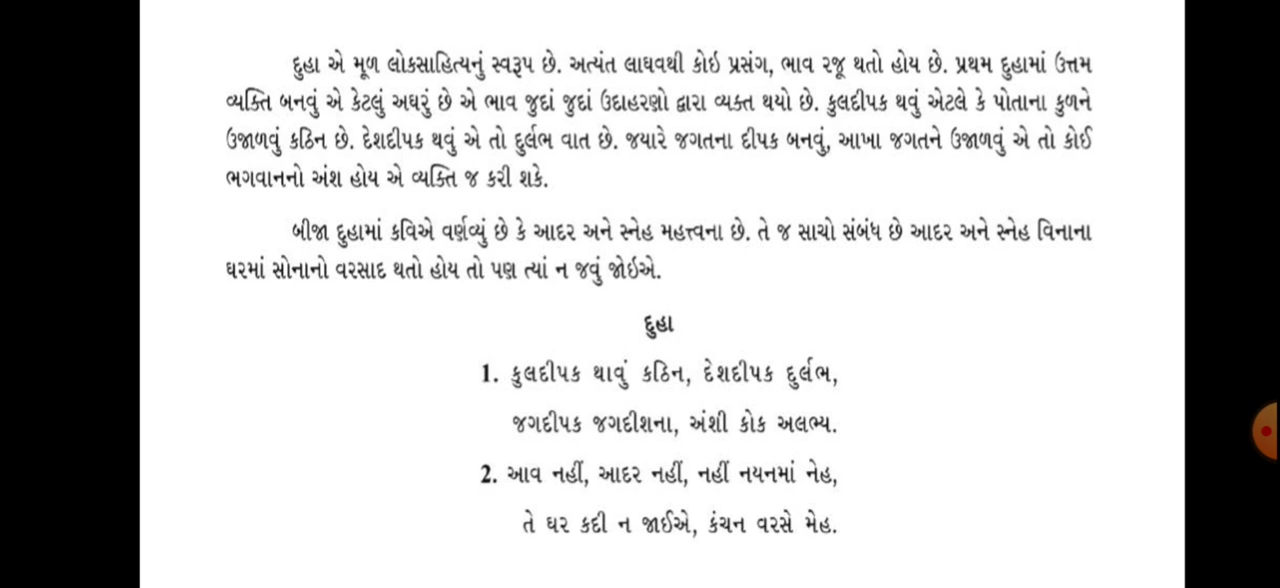 દુહા એ મૂળ લોકસાહિત્યનું સ્વરૂપ છે. અત્યંત લાઘવથી કોઇ પ્રસંગ, ભાવ રજૂ થતો હોય છે. પ્રથમ દુહામાં ઉત્તમ
વ્યક્તિ બનવું એ કેટલું અઘરું છે એ ભાવ જુદાં જુદાં ઉદાહરણો દ્વારા વ્યક્ત થયો છે. કુલદીપક થવું એટલે કે પોતાના કુળને
ઉજાળવું કઠિન છે. દેશદીપક થવું એ તો દુર્લભ વાત છે. જ્યારે જગતના દીપક બનવું, આખા જગતને ઉજાળવું એ તો કોઈ
ભગવાનનો અંશ હોય એ વ્યક્તિ જ કરી શકે.
બીજા દુહામાં કવિએ વર્ણવ્યું છે કે આદર અને સ્નેહ મહત્ત્વના છે. તે જ સાચો સંબંધ છે આદર અને સ્નેહ વિનાના
ઘરમાં સોનાનો વરસાદ થતો હોય તો પણ ત્યાં ન જવું જોઇએ.
દુહા
1. કુલદીપક થાવું કઠિન, દેશદીપક દુર્લભ,
જગદીપક જગદીશના, અંશી કોક અલભ્ય.
2. આવ નહીં, આદર નહીં, નહીં નયનમાં નેહ,
તે ઘર કદી ન જાઈએ, કંચન વરસે મેહ.